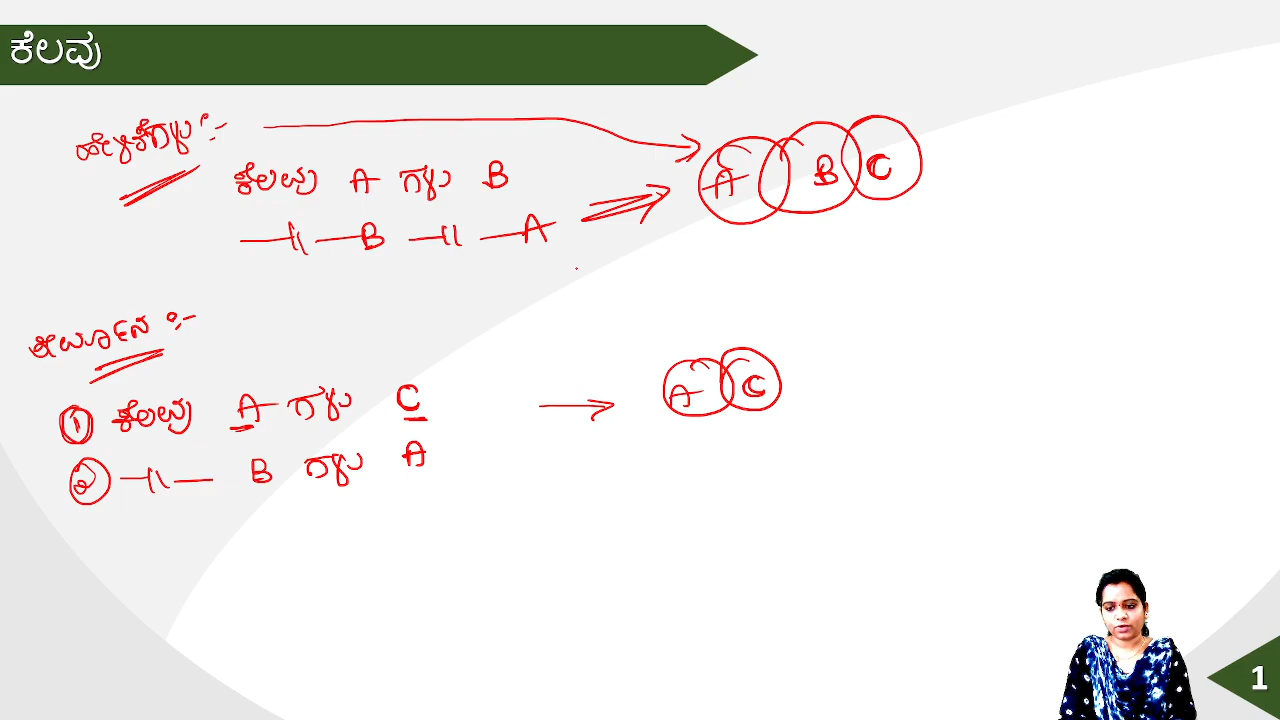 ಕೆಲವು
ಹೇಳಿಕೆಗಳು :-
ಕೆಲವು A ಗಳು B
—॥— B —॥— A
A B C
ತೀರ್ಮಾನ :-
① ಕೆಲವು A ಗಳು C
A C
② —॥— B ಗಳು A
1